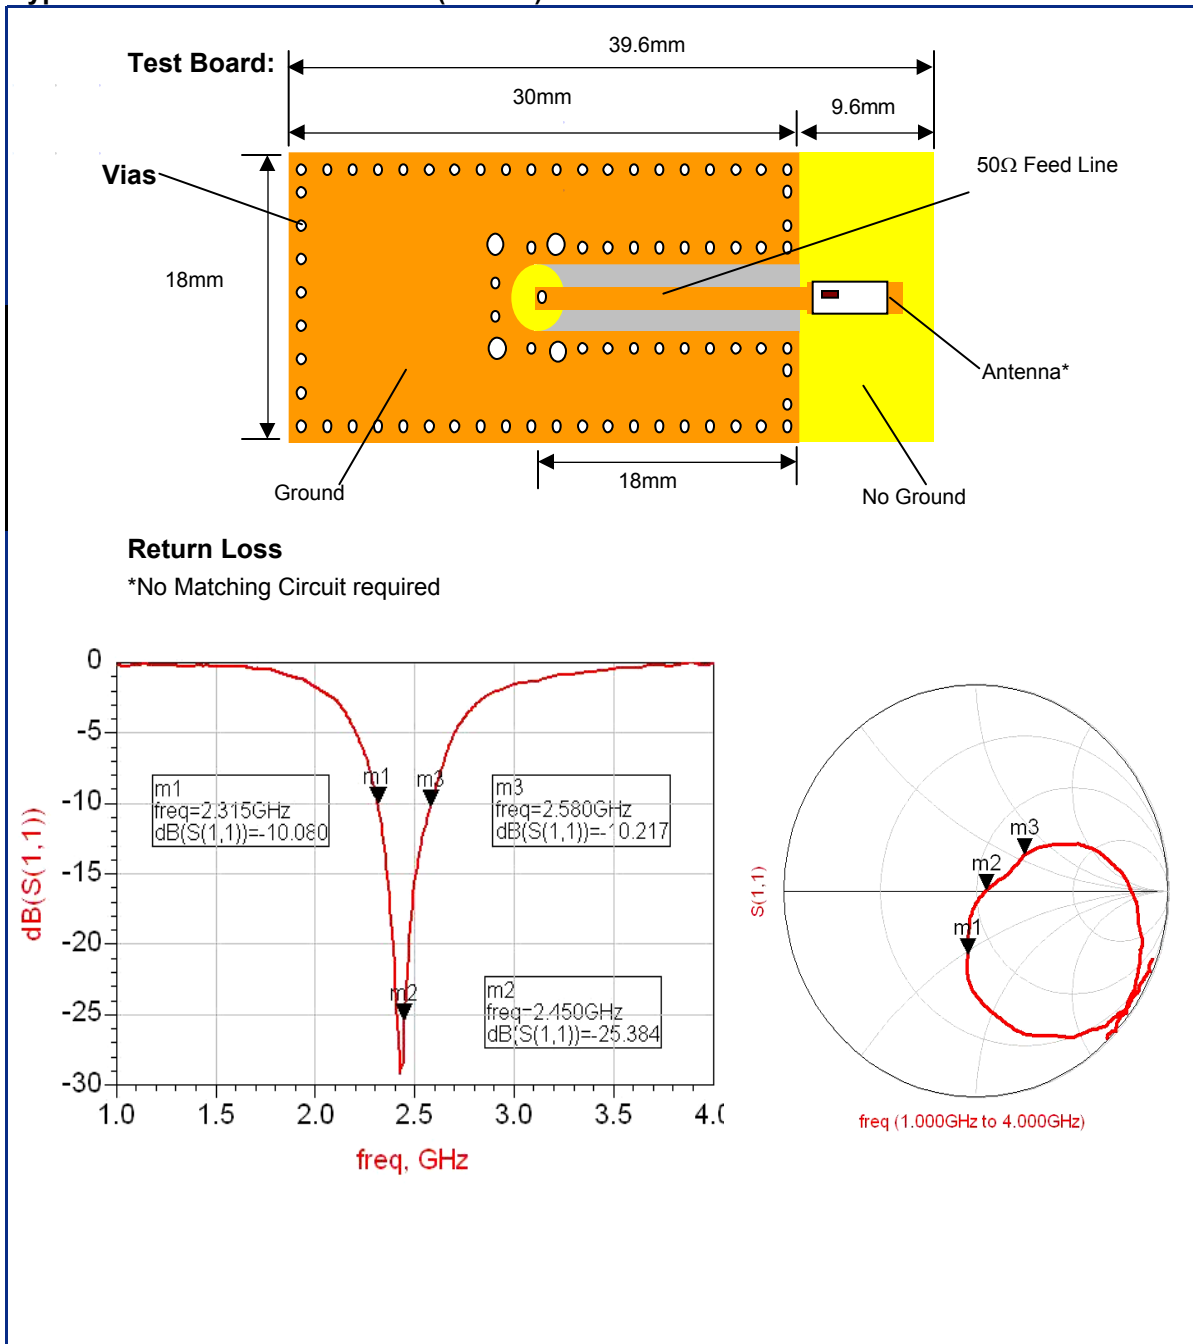 Test Board:
39.6mm
30mm
9.6mm
50Ω Feed Line
Vias
18mm
Antenna*
18mm
Ground
No Ground
Return Loss
*No Matching Circuit required
0
-5
-10
-15
-20
-25
-30
1.0
1.5
2.0
2.5
3.0
3.5
dB(S(1,1))
freq, GHz
m1
m3
m2
m1
freq=2.315GHz
dB(S(1,1))=-10.080
m3
freq=2.580GHz
dB(S(1,1))=-10.217
m2
freq=2.450GHz
dB(S(1,1))=-25.384
S(1,1)
m3
m2
m1
freq (1.000GHz to 4.000GHz)